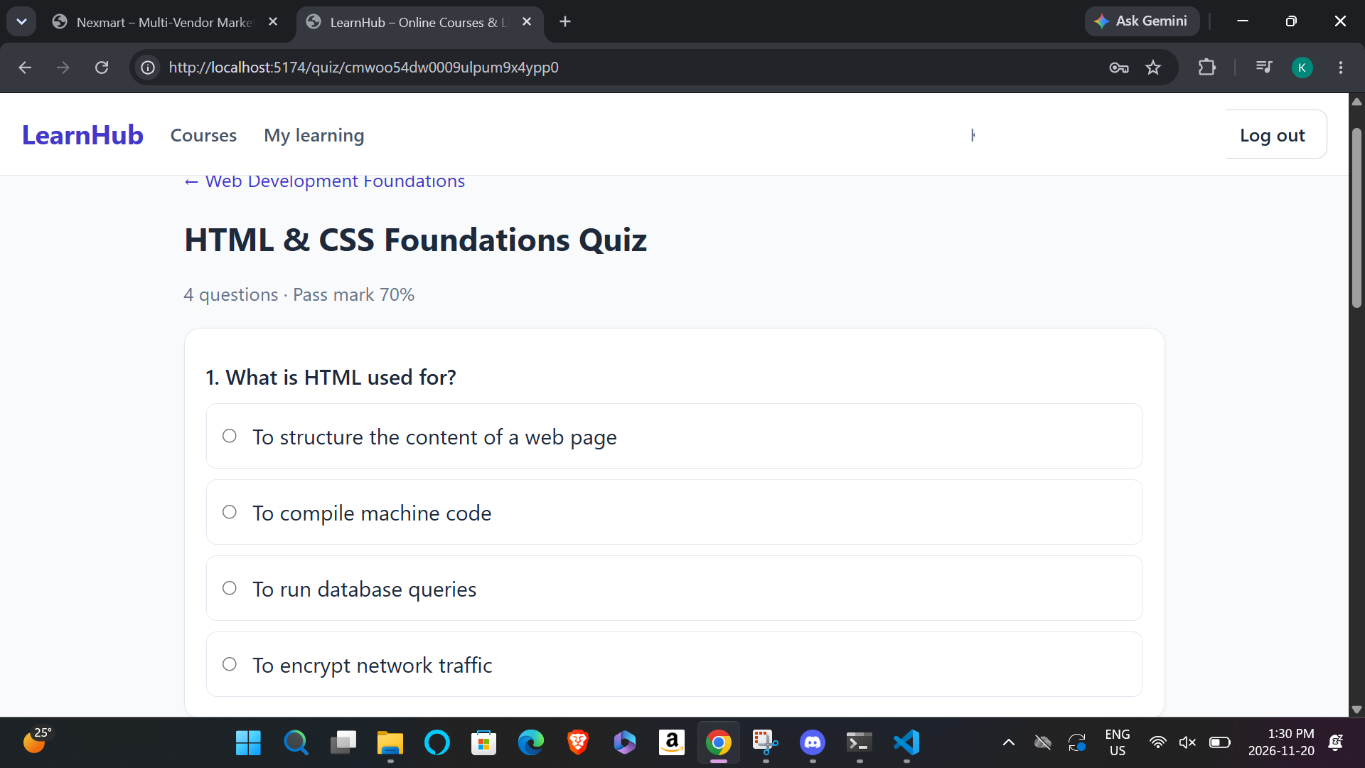 Nexmart – Multi-Vendor Marke
LearnHub – Online Courses & L
Ask Gemini
http://localhost:5174/quiz/cmwoo54dw0009ulpum9x4ypp0
K
LearnHub
Courses
My learning
Log out
← Web Development Foundations
HTML & CSS Foundations Quiz
4 questions · Pass mark 70%
1. What is HTML used for?
To structure the content of a web page
To compile machine code
To run database queries
To encrypt network traffic
25°
ENG
US
1:30 PM
2026-11-20